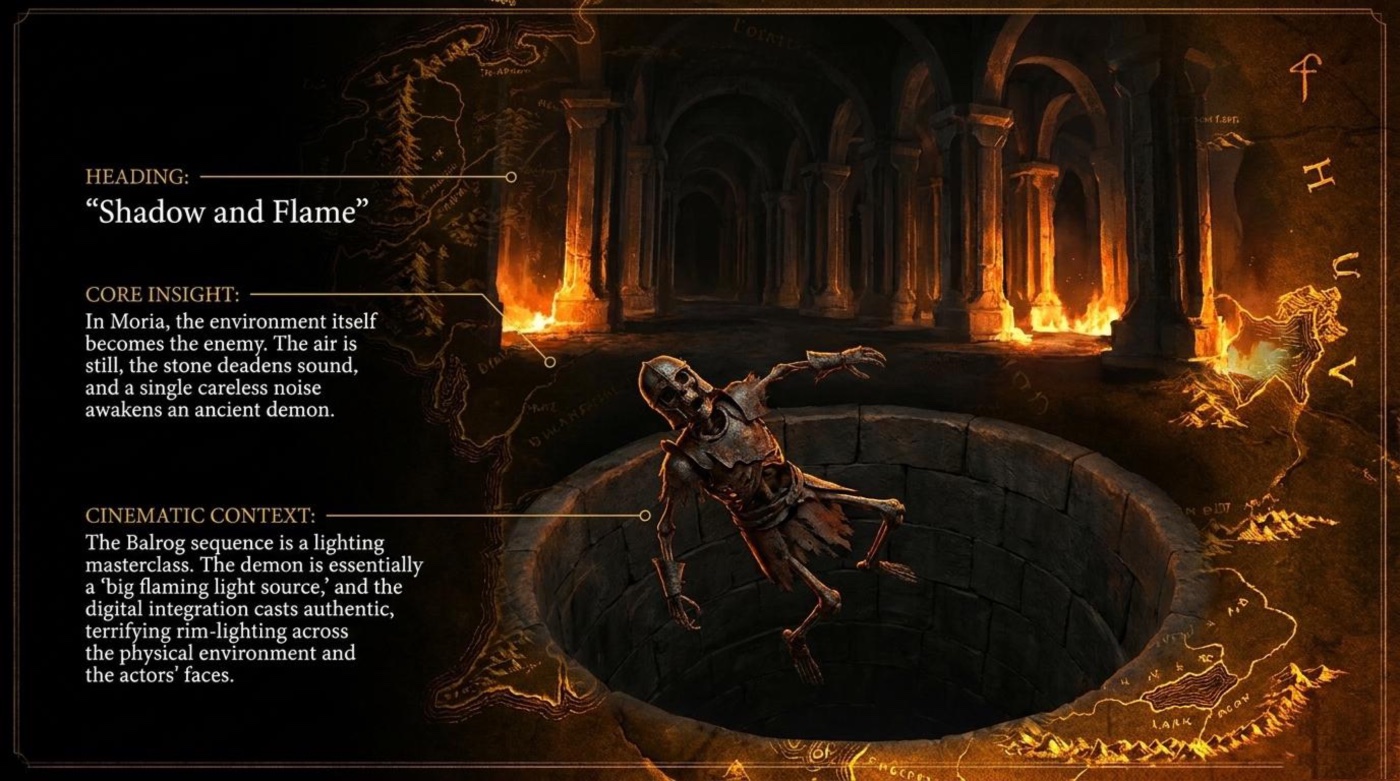 HEADING:
“Shadow and Flame”
CORE INSIGHT:
In Moria, the environment itself
becomes the enemy. The air is
still, the stone deadens sound,
and a single careless noise
awakens an ancient demon.
CINEMATIC CONTEXT:
The Balrog sequence is a lighting
masterclass. The demon is essentially
a ‘big flaming light source,’ and the
digital integration casts authentic,
terrifying rim-lighting across
the physical environment and
the actors’ faces.
H
U
V